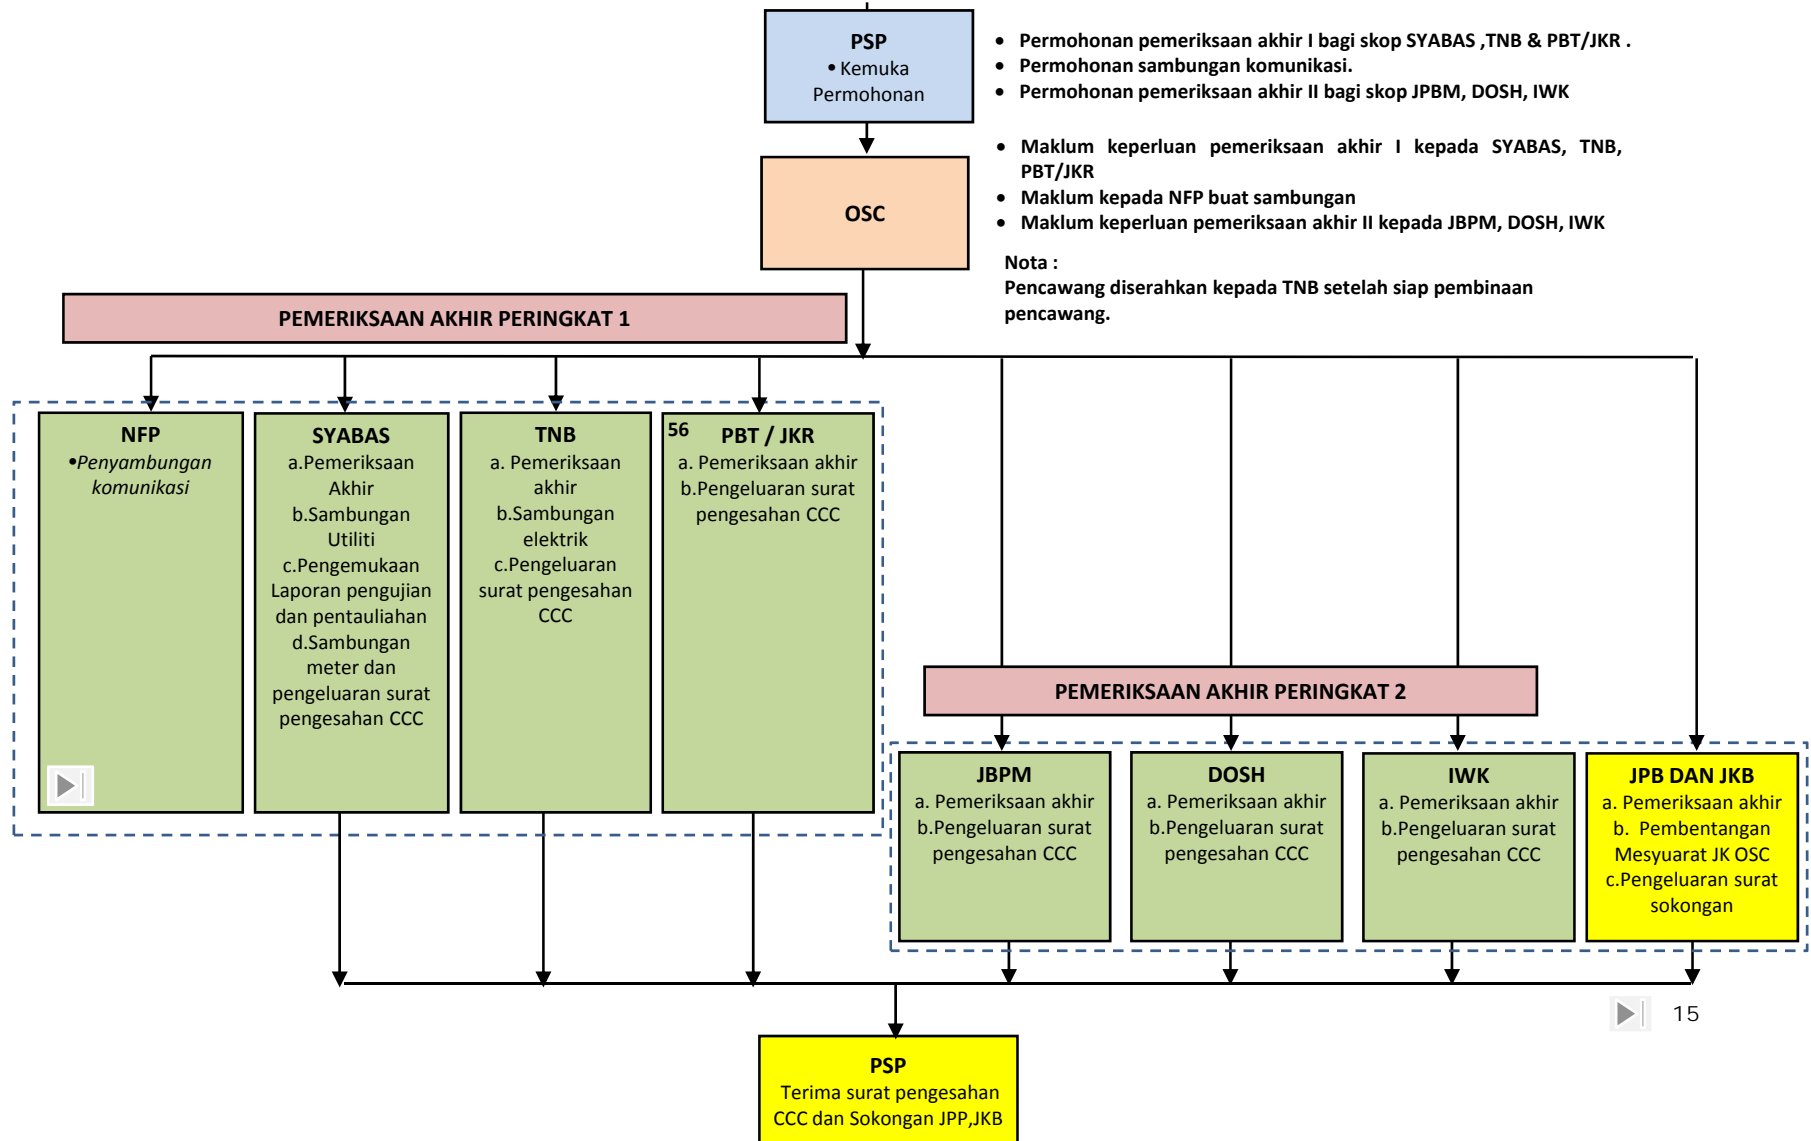 PSP
• Kemuka
Permohonan
• Permohonan pemeriksaan akhir I bagi skop SYABAS ,TNB & PBT/JKR .
• Permohonan sambungan komunikasi.
• Permohonan pemeriksaan akhir II bagi skop JPBM, DOSH, IWK
OSC
• Maklum keperluan pemeriksaan akhir I kepada SYABAS, TNB,
PBT/JKR
• Maklum kepada NFP buat sambungan
• Maklum keperluan pemeriksaan akhir II kepada JBPM, DOSH, IWK
Nota :
Pencawang diserahkan kepada TNB setelah siap pembinaan
pencawang.
PEMERIKSAAN AKHIR PERINGKAT 1
NFP
•Penyambungan
komunikasi
SYABAS
a.Pemeriksaan
Akhir
b.Sambungan
Utiliti
c.Pengemukaan
Laporan pengujian
dan pentauliahan
d.Sambungan
meter dan
pengeluaran surat
pengesahan CCC
TNB
a. Pemeriksaan
akhir
b.Sambungan
elektrik
c.Pengeluaran
surat pengesahan
CCC
56 PBT / JKR
a. Pemeriksaan akhir
b.Pengeluaran surat
pengesahan CCC
PEMERIKSAAN AKHIR PERINGKAT 2
JBPM
a. Pemeriksaan akhir
b.Pengeluaran surat
pengesahan CCC
DOSH
a. Pemeriksaan akhir
b.Pengeluaran surat
pengesahan CCC
IWK
a. Pemeriksaan akhir
b.Pengeluaran surat
pengesahan CCC
JPB DAN JKB
a. Pemeriksaan akhir
b. Pembentangan
Mesyuarat JK OSC
c.Pengeluaran surat
sokongan
15
PSP
Terima surat pengesahan
CCC dan Sokongan JPP,JKB